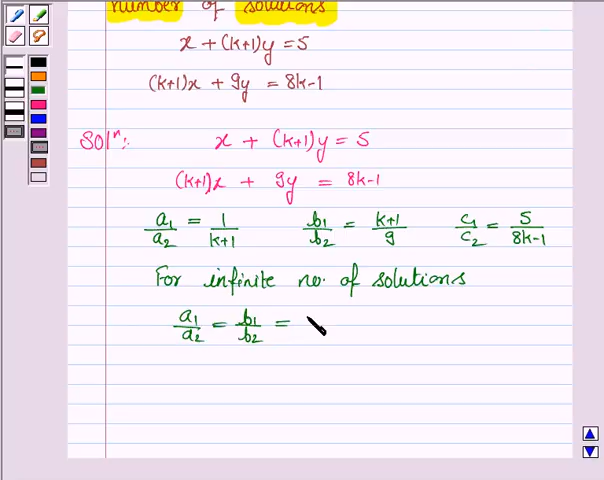 number of solutions
x + (k+1)y = 5
(k+1)x + 9y = 8k-1
Solⁿ: x + (k+1)y = 5
(k+1)x + 9y = 8k-1
a₁/a₂ = 1/(k+1) b₁/b₂ = (k+1)/9 c₁/c₂ = 5/(8k-1)
For infinite no. of solutions
a₁/a₂ = b₁/b₂ =